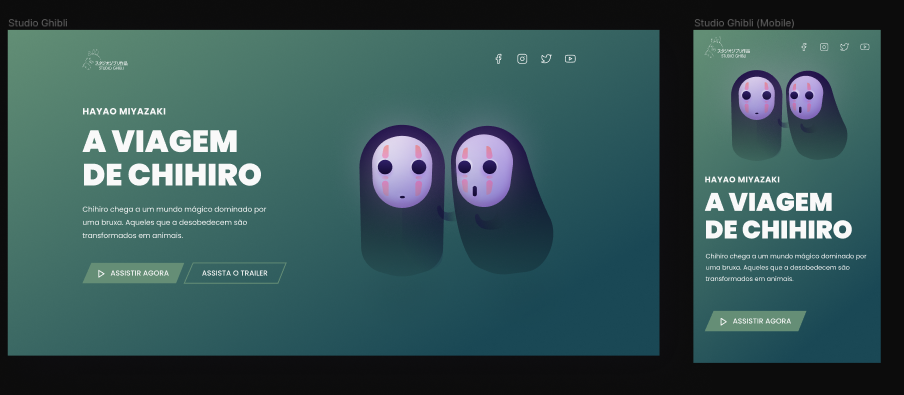 Studio Ghibli
スタジオジブリ作品
STUDIO GHIBLI
HAYAO MIYAZAKI
A VIAGEM
DE CHIHIRO
Chihiro chega a um mundo mágico dominado por
uma bruxa. Aqueles que a desobedecem são
transformados em animais.
ASSISTIR AGORA
ASSISTA O TRAILER
Studio Ghibli (Mobile)
スタジオジブリ作品
STUDIO GHIBLI
HAYAO MIYAZAKI
A VIAGEM
DE CHIHIRO
Chihiro chega a um mundo mágico dominado por
uma bruxa. Aqueles que a desobedecem são
transformados em animais.
ASSISTIR AGORA